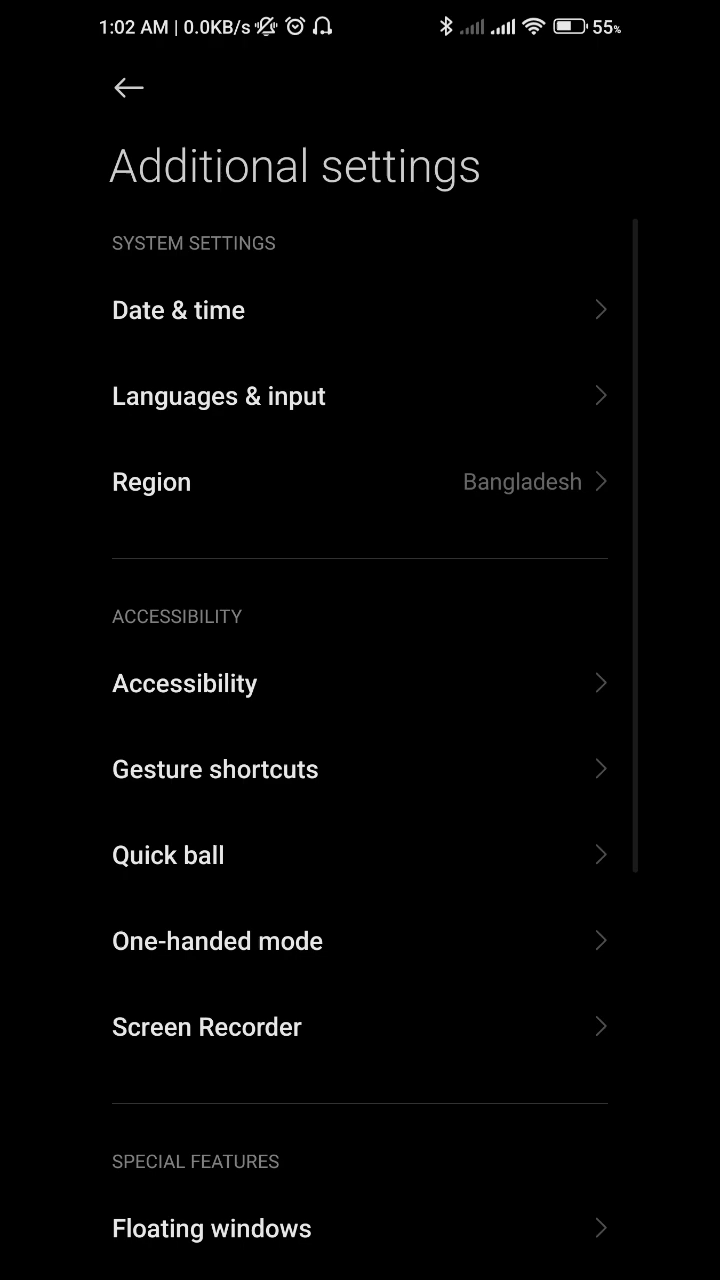 1:02 AM | 0.0KB/s 55%
Additional settings
SYSTEM SETTINGS
Date & time
Languages & input
Region Bangladesh
ACCESSIBILITY
Accessibility
Gesture shortcuts
Quick ball
One-handed mode
Screen Recorder
SPECIAL FEATURES
Floating windows